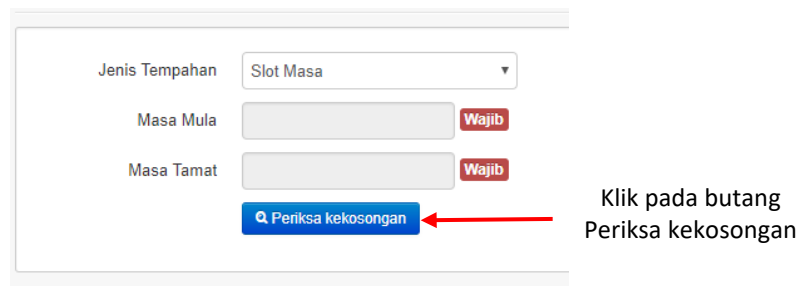 Jenis Tempahan Slot Masa
Masa Mula Wajib
Masa Tamat Wajib
Periksa kekosongan
Klik pada butang
Periksa kekosongan